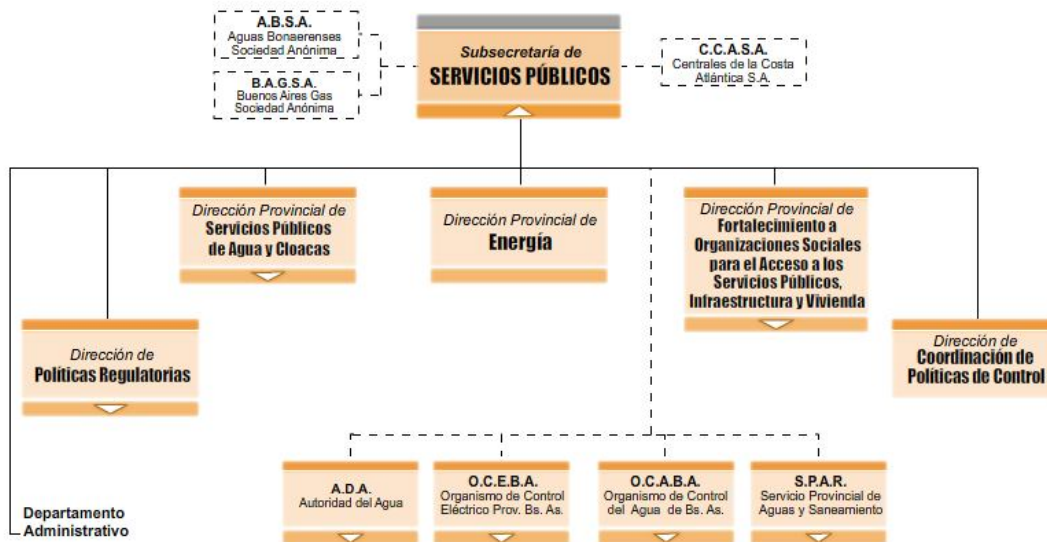 A.B.S.A.
Aguas Bonaerenses
Sociedad Anónima
B.A.G.S.A.
Buenos Aires Gas
Sociedad Anónima
Subsecretaría de
SERVICIOS PÚBLICOS
C.C.A.S.A.
Centrales de la Costa
Atlántica S.A.
Dirección Provincial de
Servicios Públicos
de Agua y Cloacas
Dirección Provincial de
Energía
Dirección Provincial de
Fortalecimiento a
Organizaciones Sociales
para el Acceso a los
Servicios Públicos,
Infraestructura y Vivienda
Dirección de
Políticas Regulatorias
Dirección de
Coordinación de
Políticas de Control
A.D.A.
Autoridad del Agua
O.C.E.B.A.
Organismo de Control
Eléctrico Prov. Bs. As.
O.C.A.B.A.
Organismo de Control
del Agua de Bs. As.
S.P.A.R.
Servicio Provincial de
Aguas y Saneamiento
Departamento
Administrativo